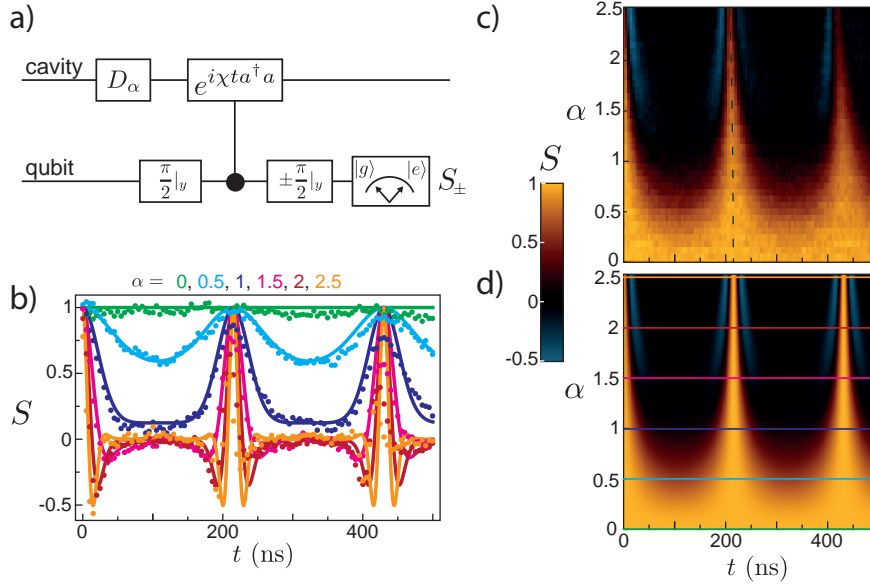 a)
cavity
D_α
e^{iχta†a}
qubit
π/2|_y
±π/2|_y
|g⟩
|e⟩
S_±
b)
α = 0, 0.5, 1, 1.5, 2, 2.5
S
1
0.5
0
-0.5
0
200
400
t (ns)
c)
α
2.5
2
1.5
1
0.5
0
S
1
0.5
0
-0.5
d)
α
2.5
2
1.5
1
0.5
0
0
200
400
t (ns)